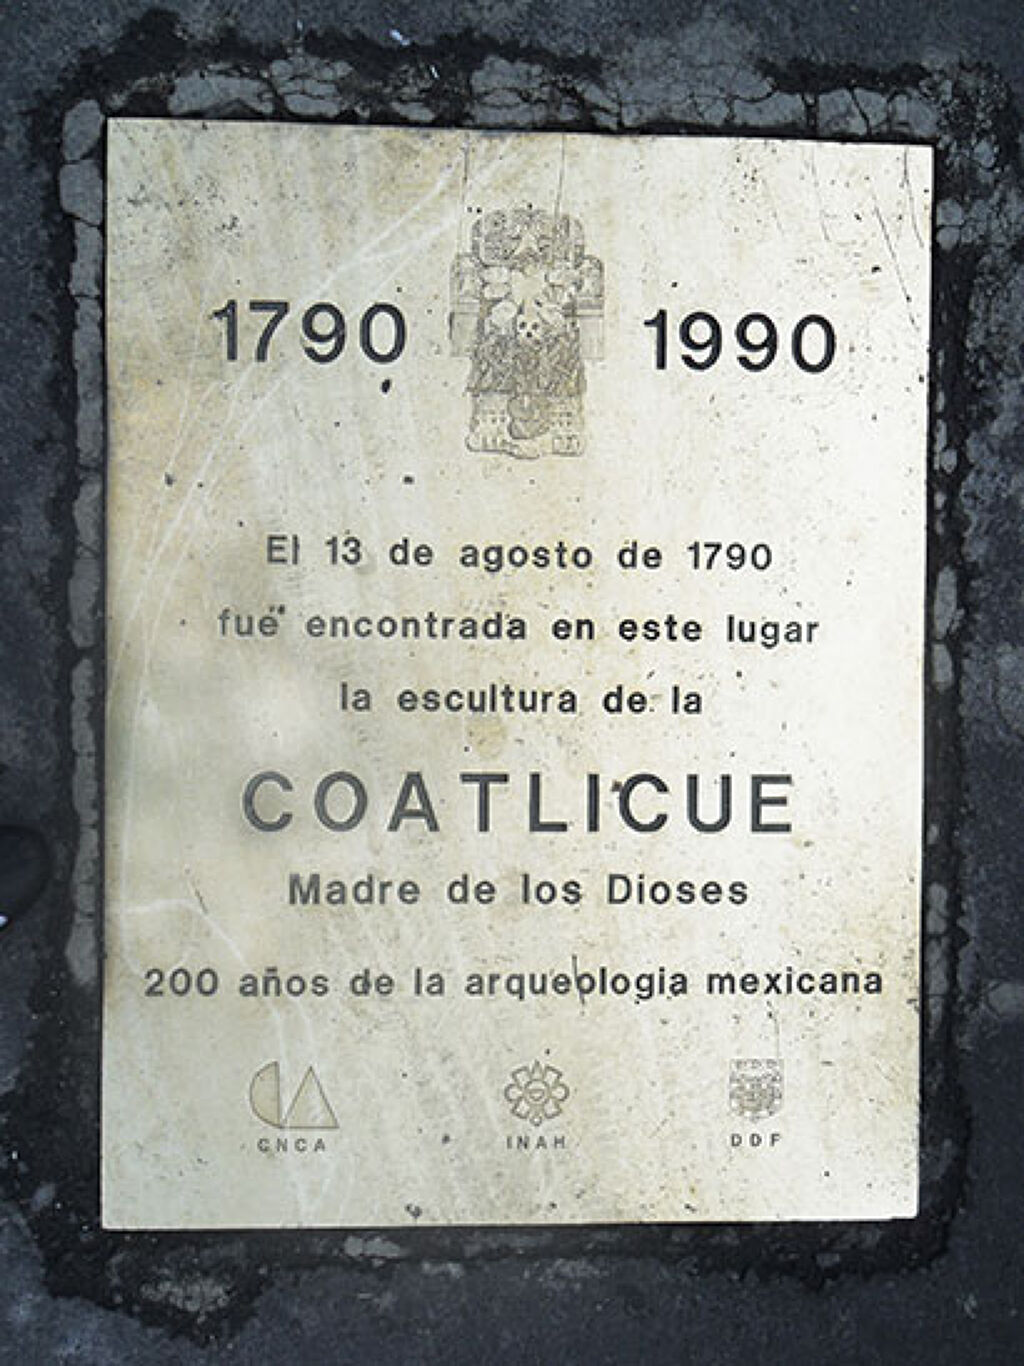 1790 1990
El 13 de agosto de 1790
fué encontrada en este lugar
la escultura de la
COATLICUE
Madre de los Dioses
200 años de la arqueologia mexicana
CNCA INAH DDF